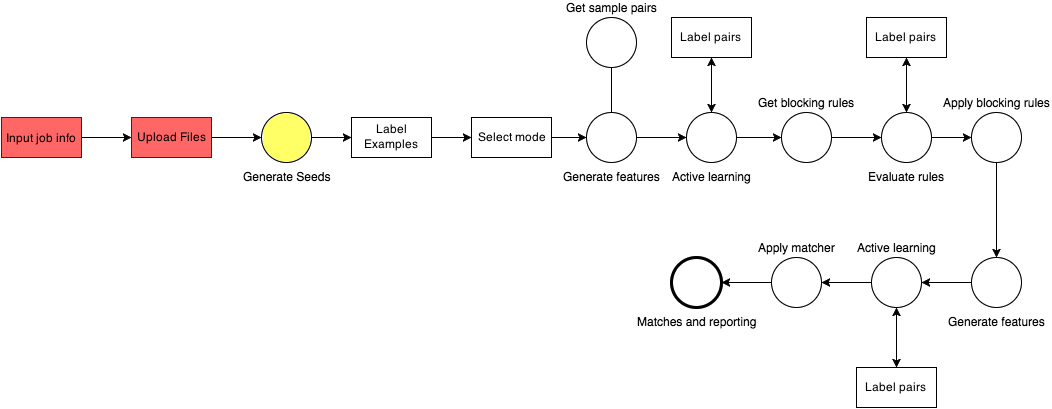 Get sample pairs
Label pairs
Label pairs
Get blocking rules
Apply blocking rules
Input job info
Upload Files
Label
Examples
Select mode
Generate Seeds
Generate features
Active learning
Evaluate rules
Apply matcher
Active learning
Matches and reporting
Generate features
Label pairs